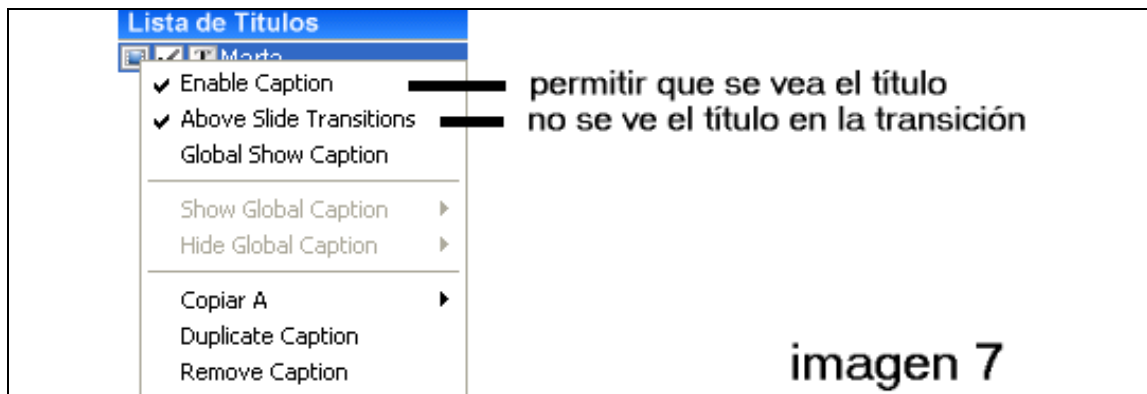 Lista de Titulos
T Marta
Enable Caption permitir que se vea el título
Above Slide Transitions no se ve el título en la transición
Global Show Caption
Show Global Caption
Hide Global Caption
Copiar A
Duplicate Caption
Remove Caption
imagen 7